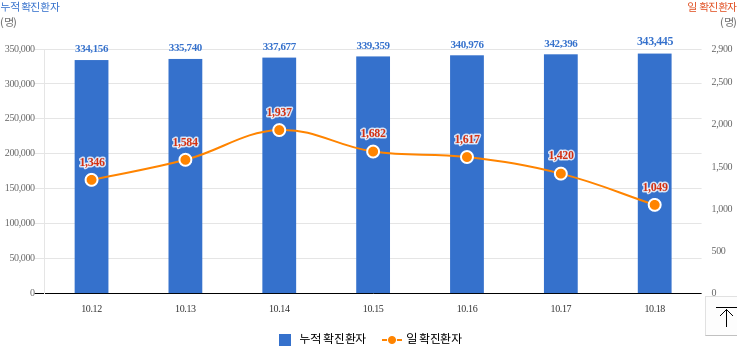 누적확진환자 일 확진환자
(명) (명)
334,156 335,740 337,677 339,359 340,976 342,396 343,445
350,000 2,900
300,000 2,500
250,000 2,000
200,000 1,500
150,000 1,000
100,000 500
50,000
0 0
1,346 1,584 1,937 1,682 1,617 1,420 1,049
10.12 10.13 10.14 10.15 10.16 10.17 10.18
누적 확진환자 일 확진환자